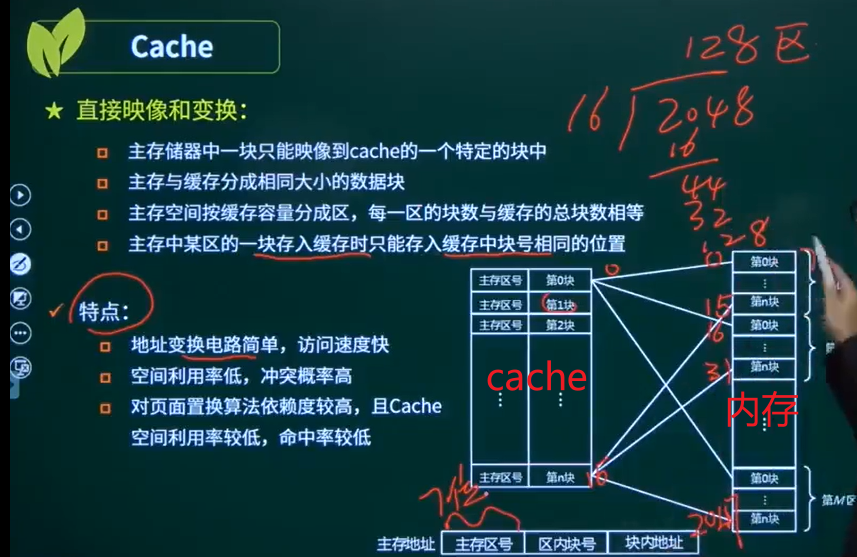 Cache
128区
16 2048
16
44
32
128
★ 直接映像和变换：
主存储器中一块只能映像到cache的一个特定的块中
主存与缓存分成相同大小的数据块
主存空间按缓存容量分成区，每一区的块数与缓存的总块数相等
主存中某区的一块存入缓存时只能存入缓存中块号相同的位置
✓ 特点：
地址变换电路简单，访问速度快
空间利用率低，冲突概率高
对页面置换算法依赖度较高，且Cache
空间利用率较低，命中率较低
主存区号 第0块 0
主存区号 第1块
主存区号 第2块
cache
⋮ ⋮
主存区号 第n块 15
0 第0块
⋮
15 第n块
16 第0块
⋮
31 第n块
内存
⋮
第0块
⋮
2047 第n块
第M区
7位
主存地址 主存区号 区内块号 块内地址